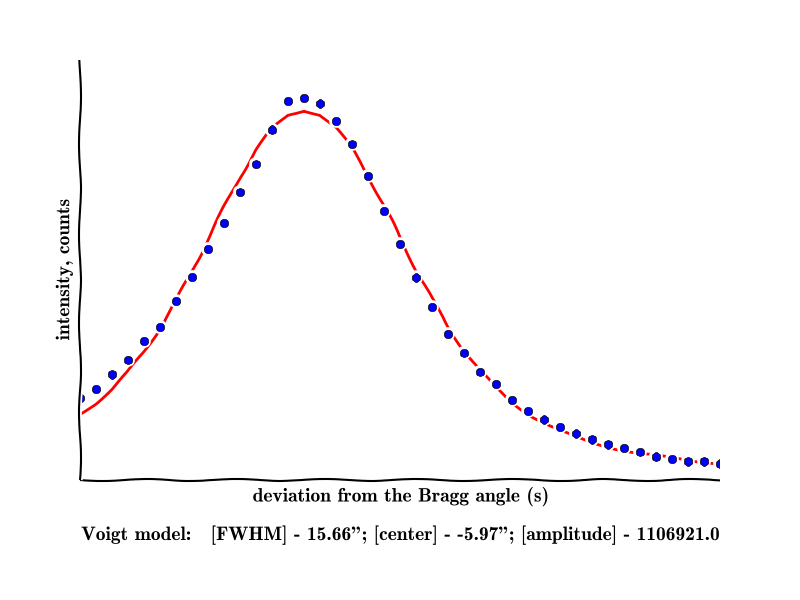 intensity, counts
deviation from the Bragg angle (s)
Voigt model: [FWHM] - 15.66”; [center] - -5.97”; [amplitude] - 1106921.0